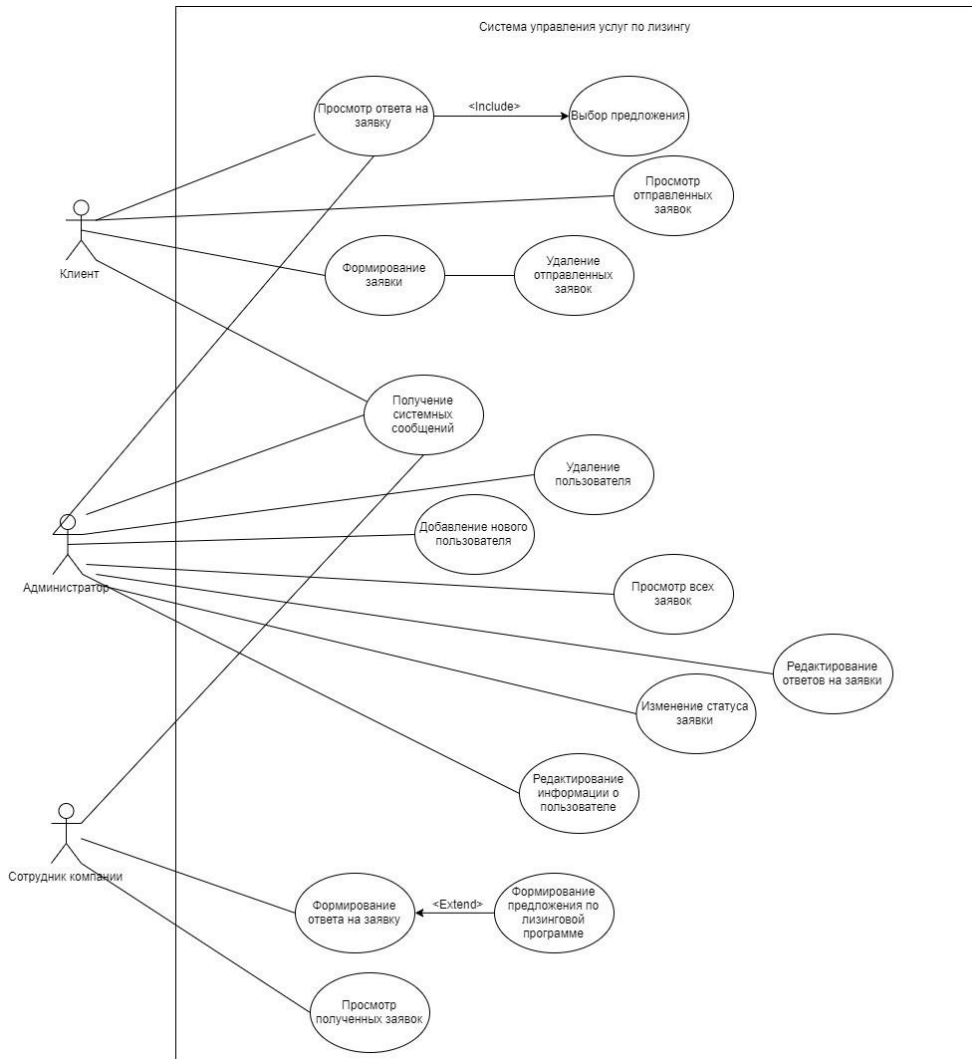 Система управления услуг по лизингу
Просмотр ответа на
заявку
<Include>
Выбор предложения
Просмотр
отправленных
заявок
Клиент
Формирование
заявки
Удаление
отправленных
заявок
Получение
системных
сообщений
Удаление
пользователя
Добавление нового
пользователя
Администратор
Просмотр всех
заявок
Редактирование
ответов на заявки
Изменение статуса
заявки
Редактирование
информации о
пользователе
Сотрудник компании
Формирование
ответа на заявку
<Extend>
Формирование
предложения по
лизинговой
программе
Просмотр
полученных заявок